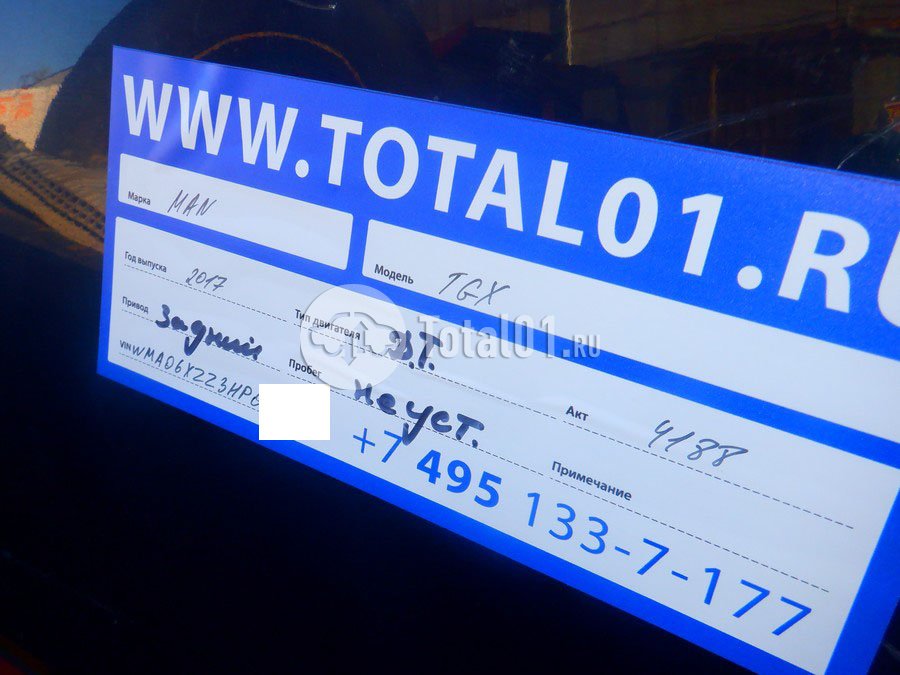 WWW.TOTAL01.RU
Марка MAN
Модель TGX
Год выпуска 2017
Тип двигателя Д.Т.
Акт 4188
Привод задний
Пробег не уст.
Примечание
VIN WMA06XZZ3HP6
+7 495 133-7-177
Total01.RU